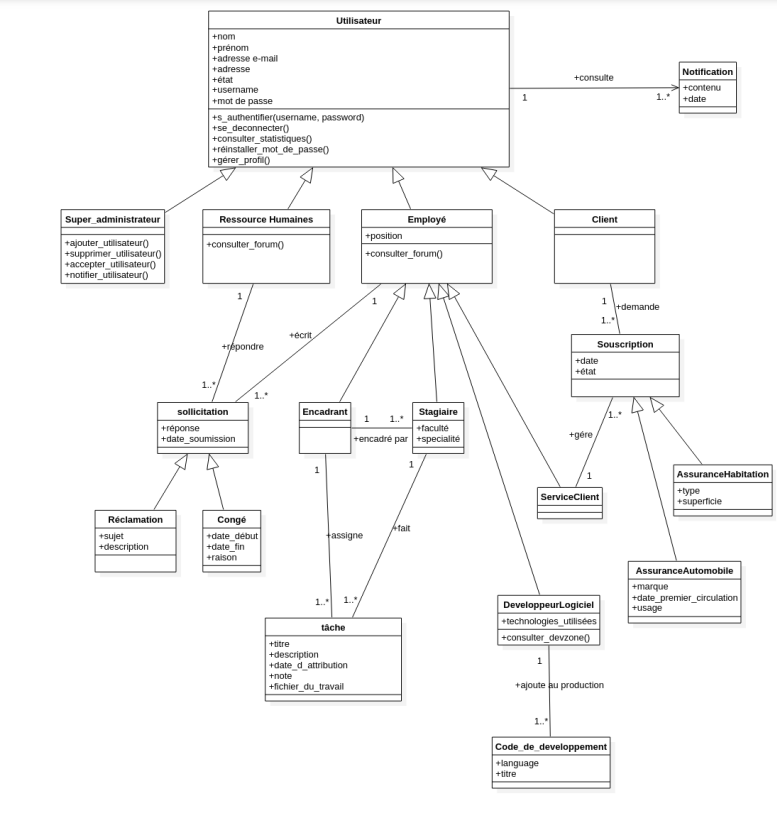 Utilisateur
+nom
+prénom
+adresse e-mail
+adresse
+état
+username
+mot de passe
+s_authentifier(username, password)
+se_deconnecter()
+consulter_statistiques()
+réinstaller_mot_de_passe()
+gérer_profil()
+consulte
1
1..*
Notification
+contenu
+date
Super_administrateur
+ajouter_utilisateur()
+supprimer_utilisateur()
+accepter_utilisateur()
+notifier_utilisateur()
Ressource Humaines
+consulter_forum()
Employé
+position
+consulter_forum()
Client
1
+répondre
1..*
1
+écrit
1..*
1
+demande
1..*
Souscription
+date
+état
sollicitation
+réponse
+date_soumission
Encadrant
1
1..*
+encadré par
Stagiaire
+faculté
+specialité
1..*
+gére
1
ServiceClient
AssuranceHabitation
+type
+superficie
Réclamation
+sujet
+description
Congé
+date_début
+date_fin
+raison
1
+assigne
1..*
1
+fait
1..*
AssuranceAutomobile
+marque
+date_premier_circulation
+usage
DeveloppeurLogiciel
+technologies_utilisées
+consulter_devzone()
tâche
+titre
+description
+date_d_attribution
+note
+fichier_du_travail
1
+ajoute au production
1..*
Code_de_developpement
+language
+titre